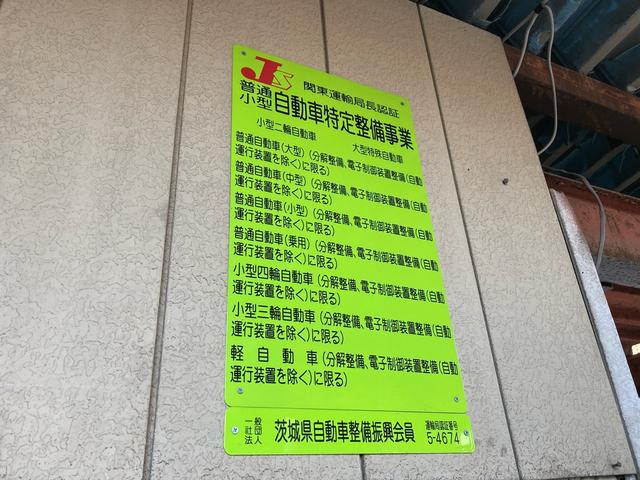 JS 関東運輸局長認証
普通
小型 自動車特定整備事業
小型二輪自動車 大型特殊自動車
普通自動車(大型)(分解整備、電子制御装置整備(自動
運行装置を除く)に限る)
普通自動車(中型)(分解整備、電子制御装置整備(自動
運行装置を除く)に限る)
普通自動車(小型)(分解整備、電子制御装置整備(自動
運行装置を除く)に限る)
普通自動車(乗用)(分解整備、電子制御装置整備(自動
運行装置を除く)に限る)
小型四輪自動車(分解整備、電子制御装置整備(自動
運行装置を除く)に限る)
小型三輪自動車(分解整備、電子制御装置整備(自動
運行装置を除く)に限る)
軽自動車(分解整備、電子制御装置整備(自動
運行装置を除く)に限る)
一般
社団
法人 茨城県自動車整備振興会員
運輸局認証番号
5-4674